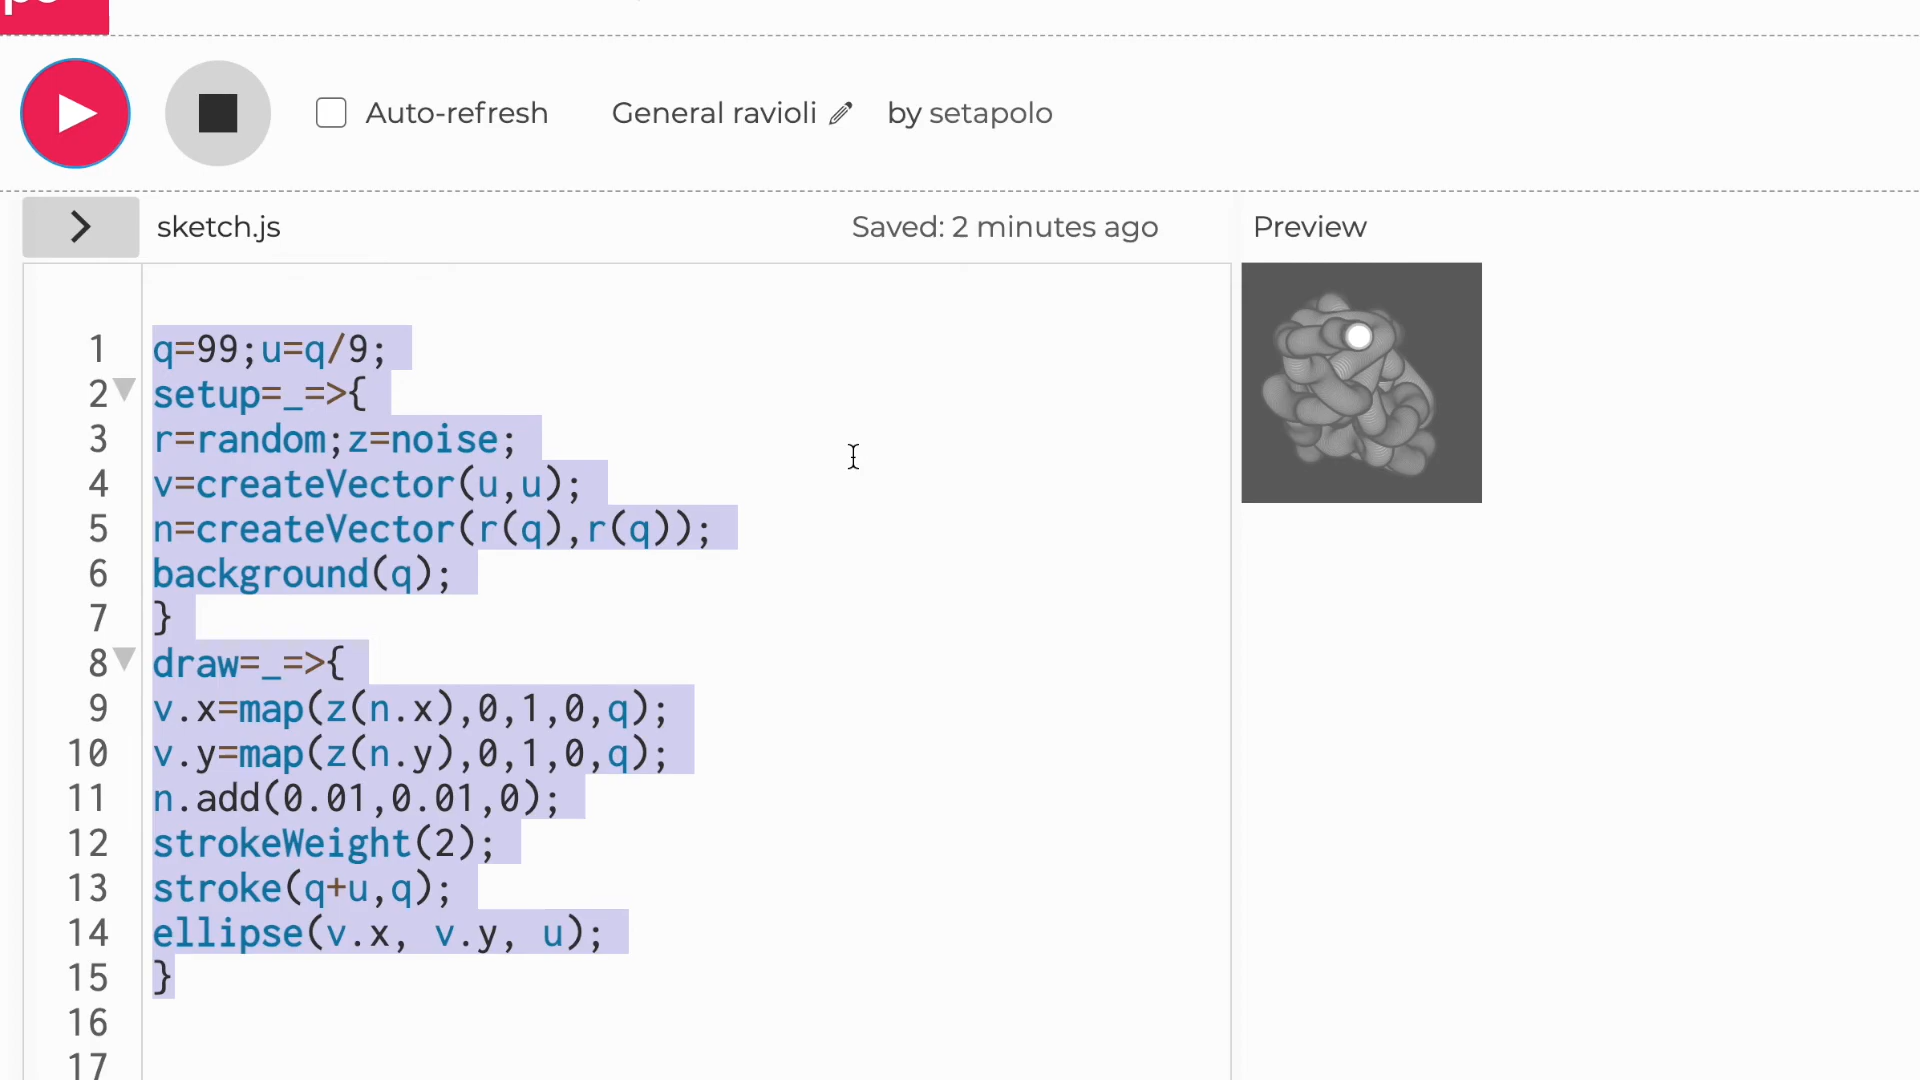 Auto-refresh General ravioli by setapolo
sketch.js Saved: 2 minutes ago Preview
1 q=99;u=q/9;
2 setup=_=>{
3 r=random;z=noise;
4 v=createVector(u,u);
5 n=createVector(r(q),r(q));
6 background(q);
7 }
8 draw=_=>{
9 v.x=map(z(n.x),0,1,0,q);
10 v.y=map(z(n.y),0,1,0,q);
11 n.add(0.01,0.01,0);
12 strokeWeight(2);
13 stroke(q+u,q);
14 ellipse(v.x, v.y, u);
15 }
16
17